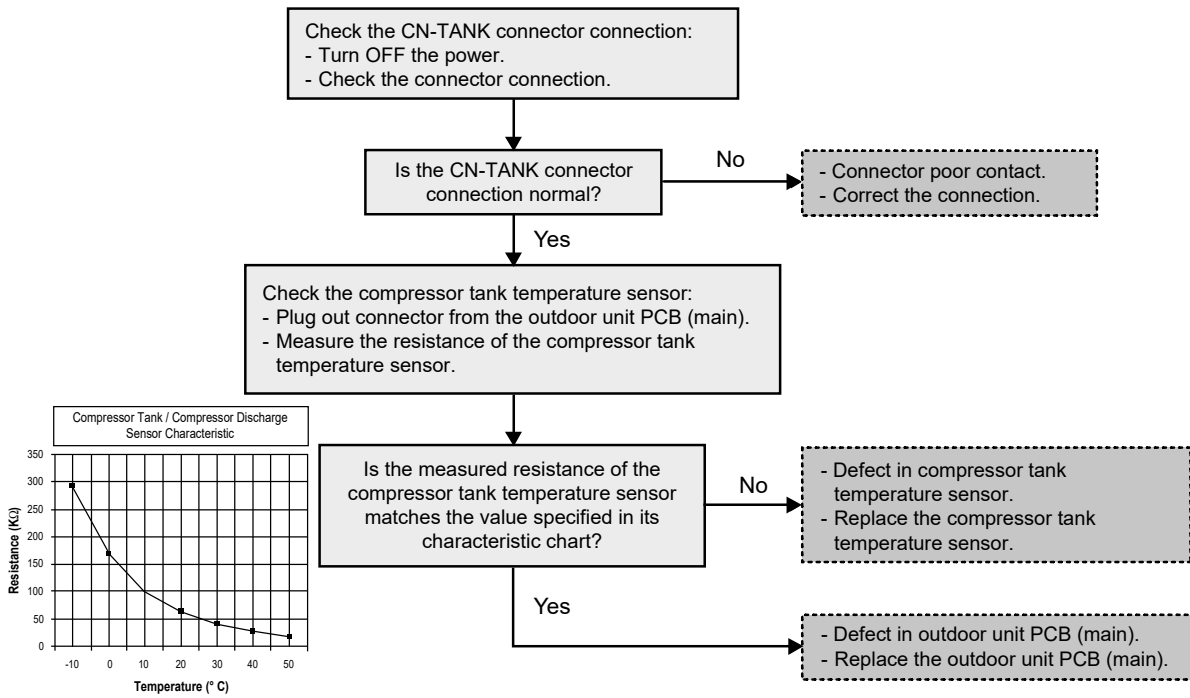 Check the CN-TANK connector connection:
- Turn OFF the power.
- Check the connector connection.
Is the CN-TANK connector
connection normal?
No
- Connector poor contact.
- Correct the connection.
Yes
Check the compressor tank temperature sensor:
- Plug out connector from the outdoor unit PCB (main).
- Measure the resistance of the compressor tank
temperature sensor.
Compressor Tank / Compressor Discharge
Sensor Characteristic
Resistance (KΩ)
350
300
250
200
150
100
50
0
-10 0 10 20 30 40 50
Temperature (° C)
Is the measured resistance of the
compressor tank temperature sensor
matches the value specified in its
characteristic chart?
No
- Defect in compressor tank
temperature sensor.
- Replace the compressor tank
temperature sensor.
Yes
- Defect in outdoor unit PCB (main).
- Replace the outdoor unit PCB (main).